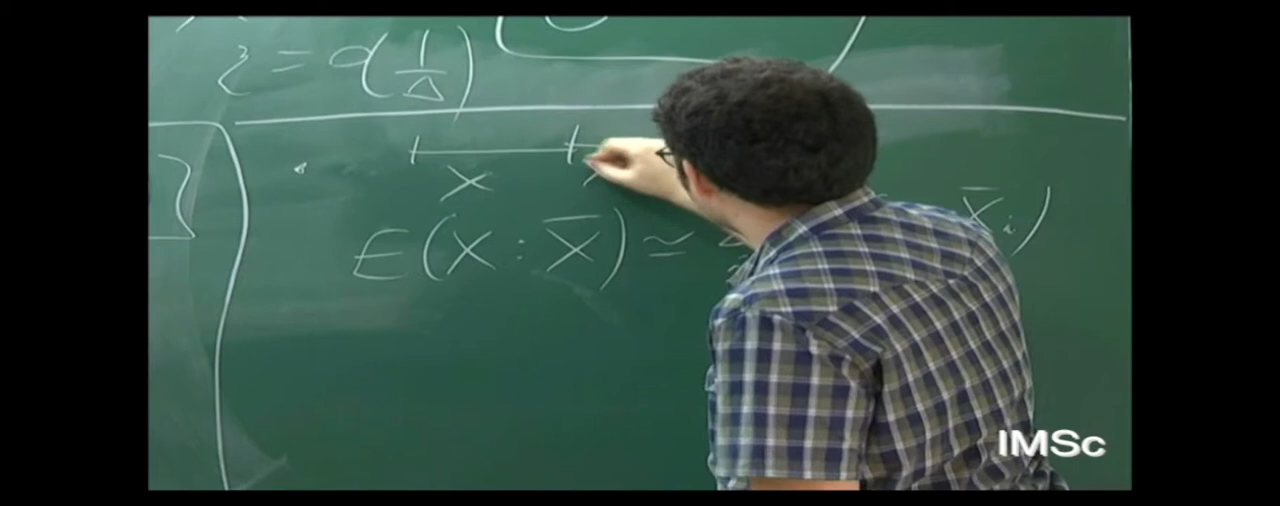 ξ = O(1/Δ)
X
E(X : X̄) ≃ X̄ᵢ)
IMSc